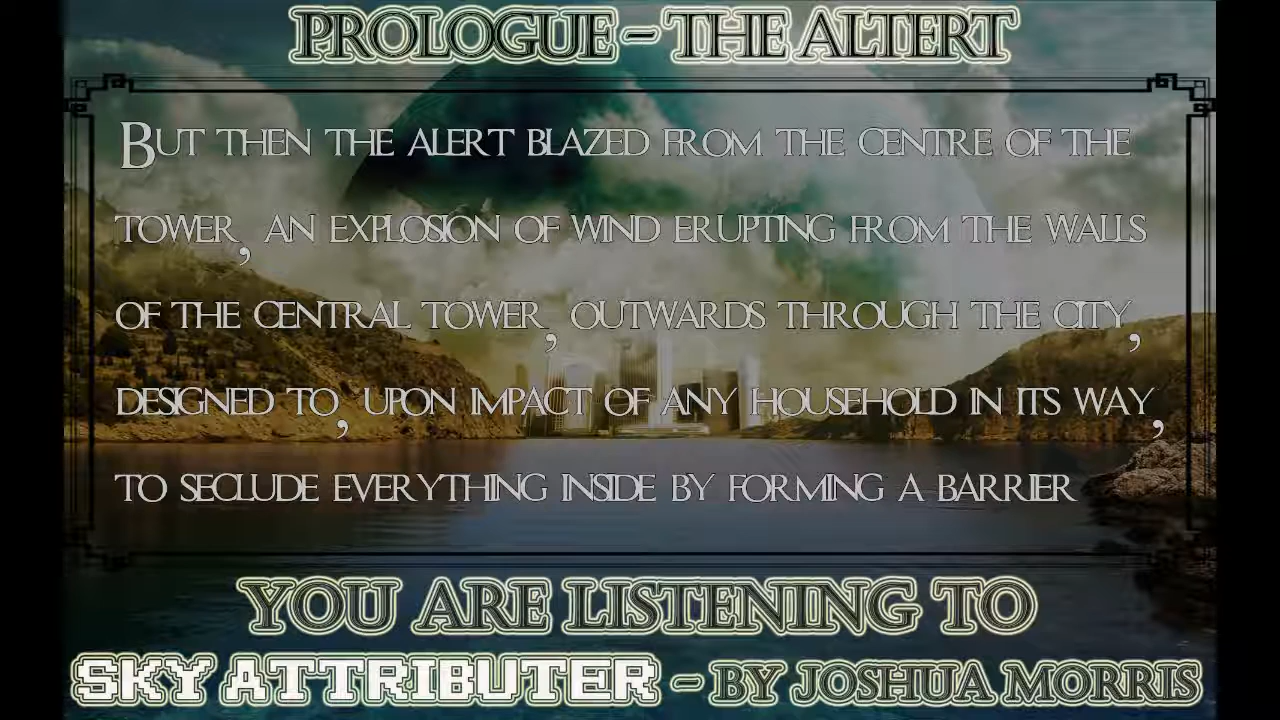 PROLOGUE - THE ALTERT
BUT THEN THE ALERT BLAZED FROM THE CENTRE OF THE
TOWER, AN EXPLOSION OF WIND ERUPTING FROM THE WALLS
OF THE CENTRAL TOWER, OUTWARDS THROUGH THE CITY,
DESIGNED TO, UPON IMPACT OF ANY HOUSEHOLD IN ITS WAY,
TO SECLUDE EVERYTHING INSIDE BY FORMING A BARRIER
YOU ARE LISTENING TO
SKY ATTRIBUTER - BY JOSHUA MORRIS